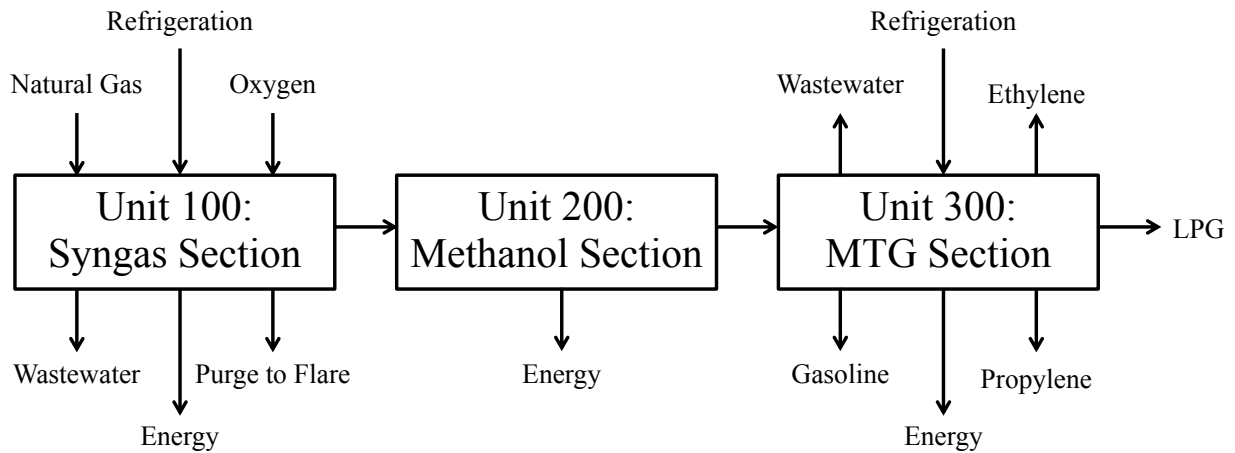 Refrigeration
Refrigeration
Natural Gas
Oxygen
Wastewater
Ethylene
Unit 100:
Syngas Section
Unit 200:
Methanol Section
Unit 300:
MTG Section
LPG
Wastewater
Purge to Flare
Energy
Gasoline
Propylene
Energy
Energy